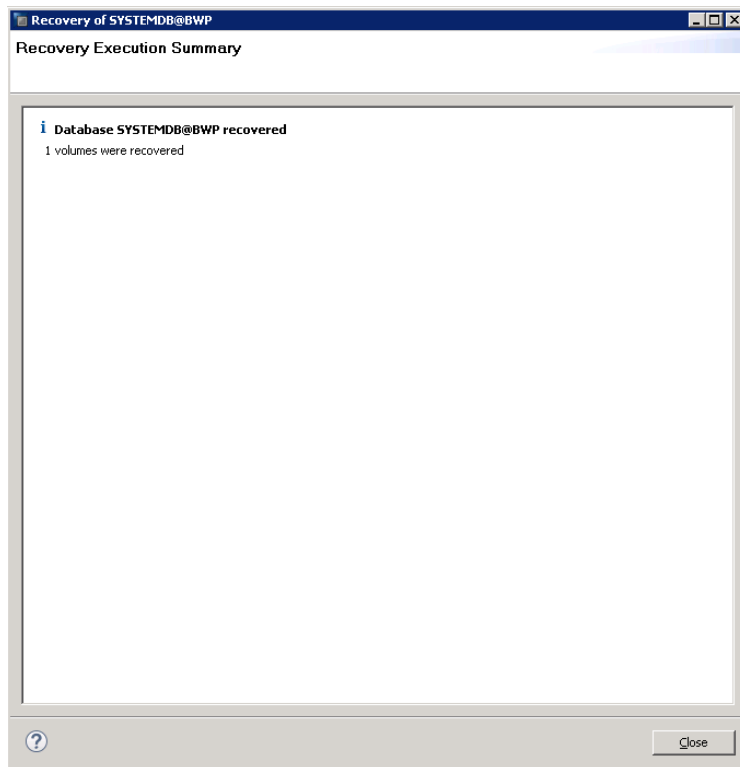 Recovery of SYSTEMDB@BWP
Recovery Execution Summary
i Database SYSTEMDB@BWP recovered
1 volumes were recovered
? Close